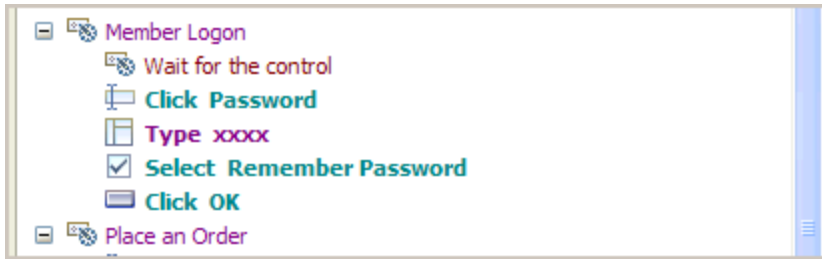 Member Logon
Wait for the control
Click Password
Type xxxx
Select Remember Password
Click OK
Place an Order